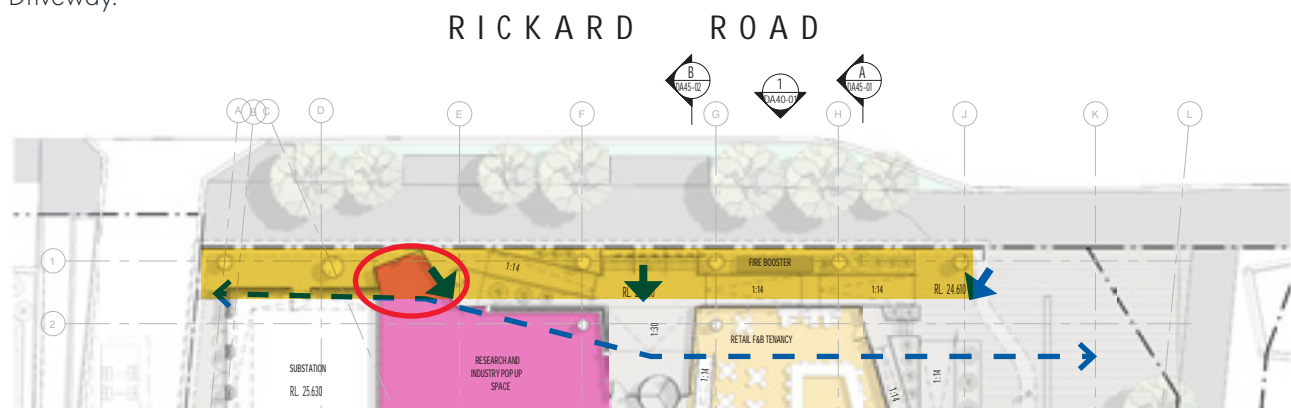 Driveway.
RICKARD ROAD
B
DA45-02
1
DA40-01
A
DA45-01
A B C D E F G H J K L
1
1:14
FIRE BOOSTER
RL
1:14
1:14
RL 24.610
2
1:30
RETAIL F&B TENANCY
SUBSTATION
RL 25.630
RESEARCH AND
INDUSTRY POP UP
SPACE
1:14
1:14
1:14